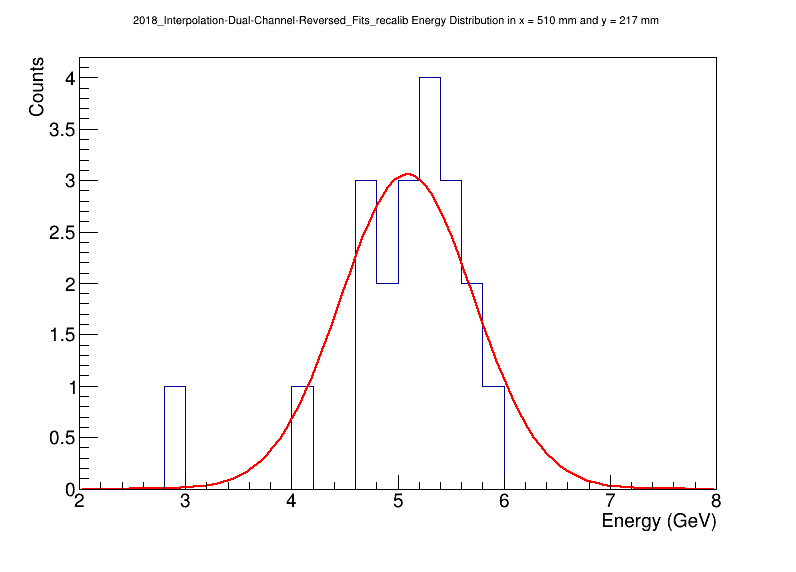 2018_Interpolation-Dual-Channel-Reversed_Fits_recalib Energy Distribution in x = 510 mm and y = 217 mm
Counts
4
3.5
3
2.5
2
1.5
1
0.5
0
2 3 4 5 6 7 8
Energy (GeV)